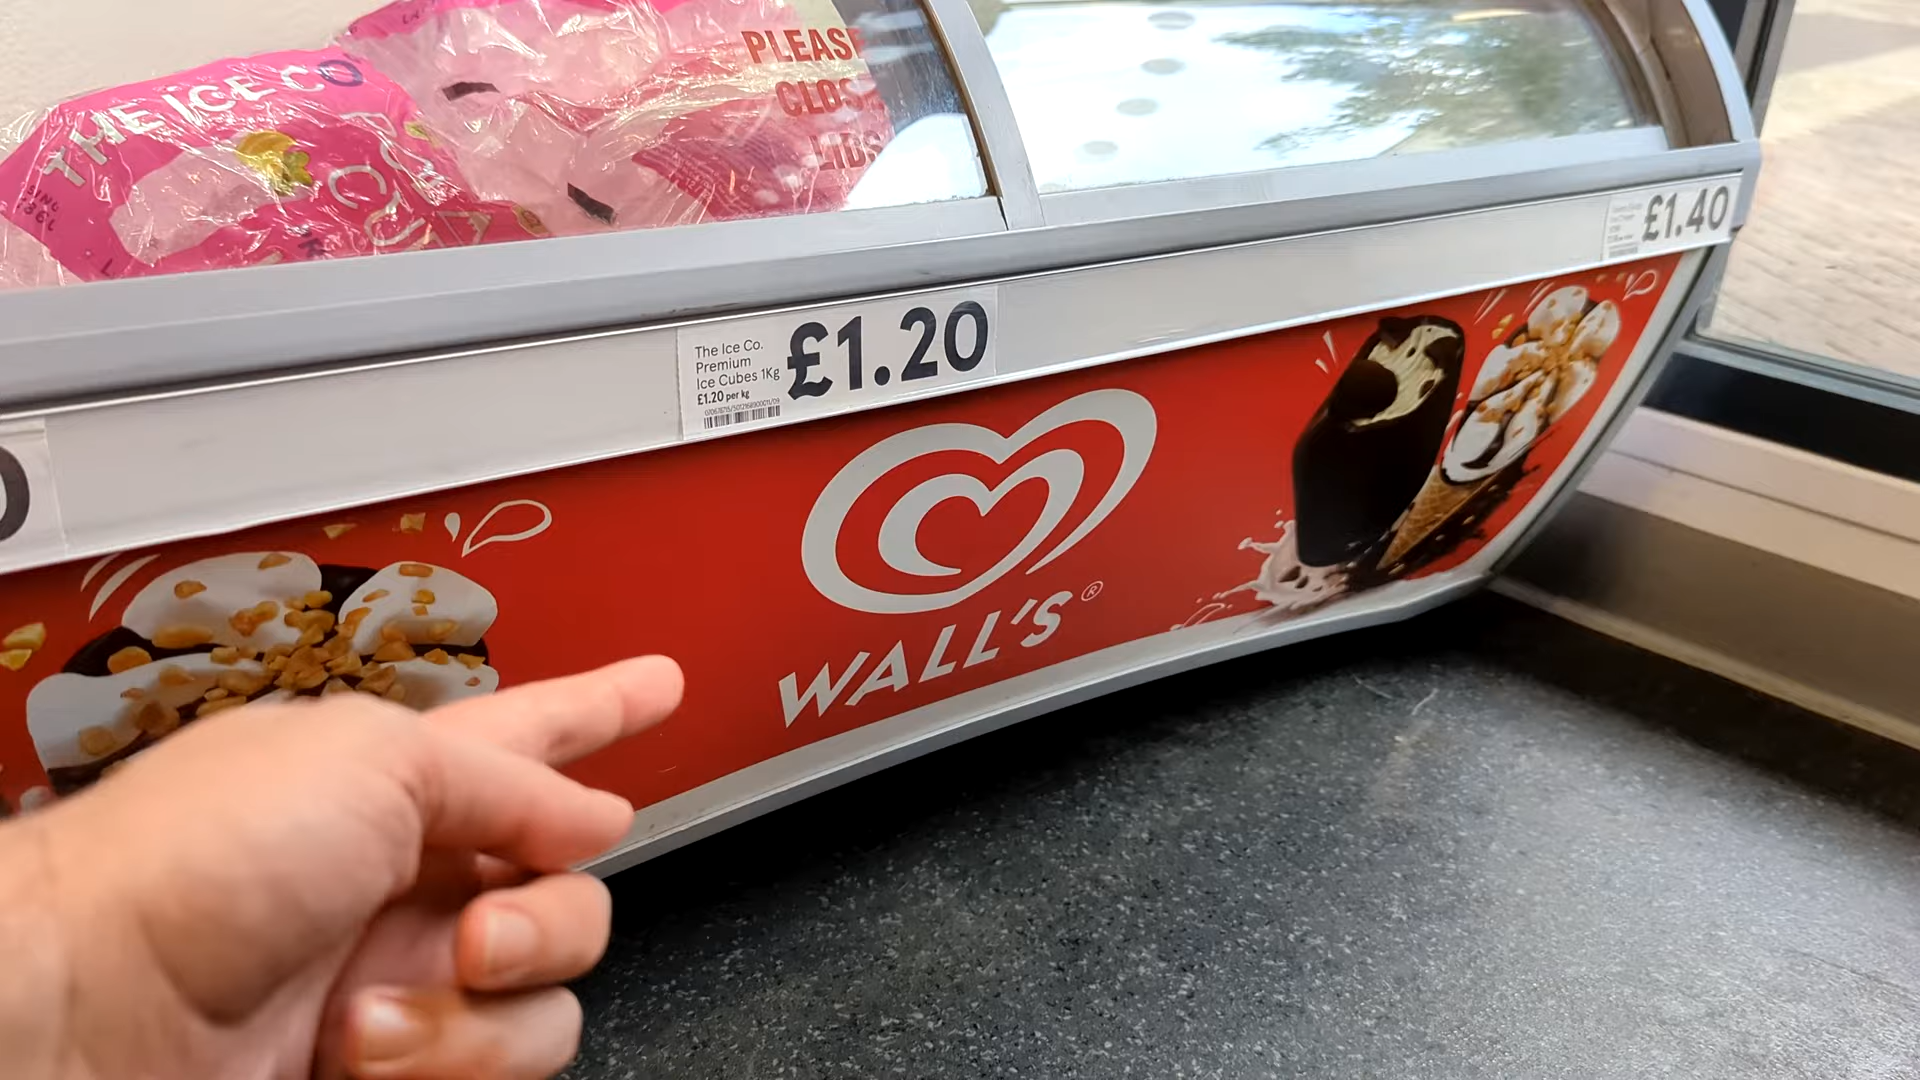 THE ICE CO
PLEASE
CLOSE
LIDS
£1.40
The Ice Co.
Premium
Ice Cubes 1Kg
£1.20 per kg
£1.20
WALL'S®